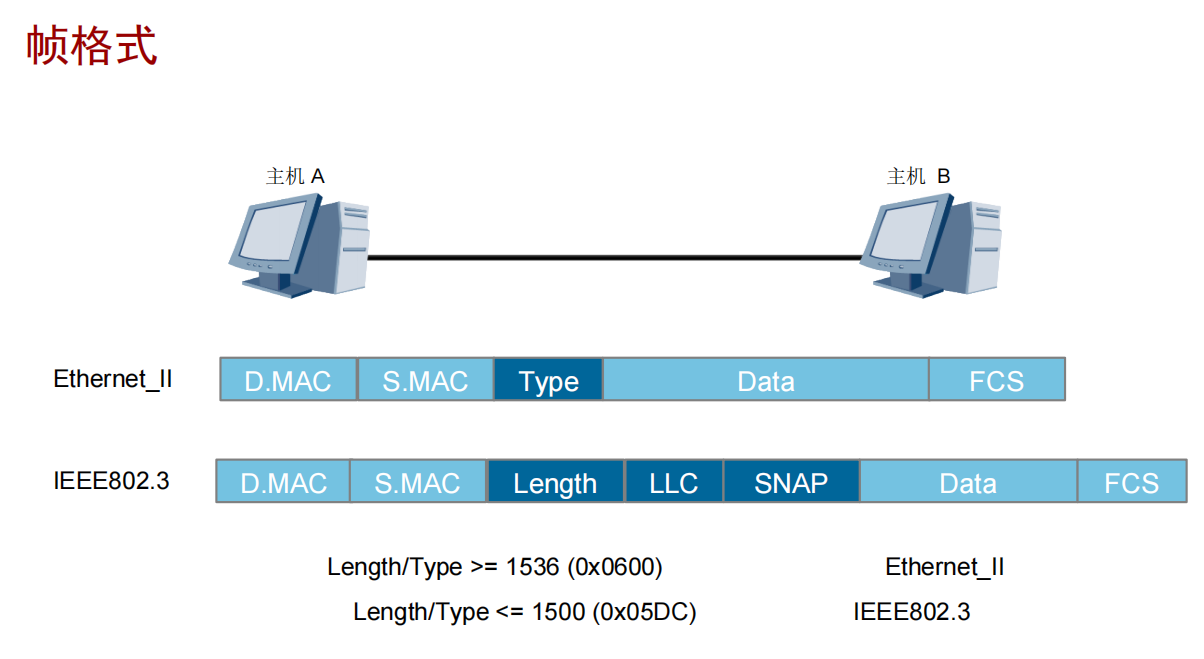 帧格式
主机 A 主机 B
Ethernet_II D.MAC S.MAC Type Data FCS
IEEE802.3 D.MAC S.MAC Length LLC SNAP Data FCS
Length/Type >= 1536 (0x0600) Ethernet_II
Length/Type <= 1500 (0x05DC) IEEE802.3